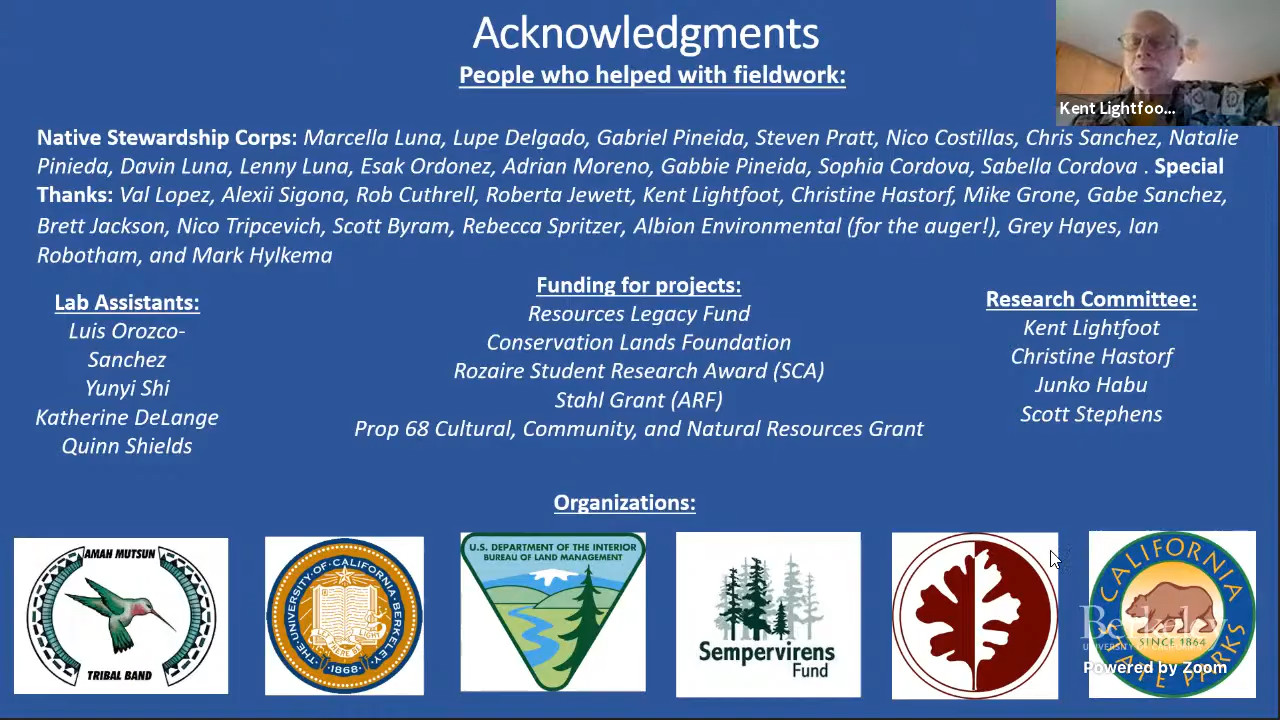 Acknowledgments
People who helped with fieldwork:
Kent Lightfoo...
Native Stewardship Corps: Marcella Luna, Lupe Delgado, Gabriel Pineida, Steven Pratt, Nico Costillas, Chris Sanchez, Natalie
Pinieda, Davin Luna, Lenny Luna, Esak Ordonez, Adrian Moreno, Gabbie Pineida, Sophia Cordova, Sabella Cordova . Special
Thanks: Val Lopez, Alexii Sigona, Rob Cuthrell, Roberta Jewett, Kent Lightfoot, Christine Hastorf, Mike Grone, Gabe Sanchez,
Brett Jackson, Nico Tripcevich, Scott Byram, Rebecca Spritzer, Albion Environmental (for the auger!), Grey Hayes, Ian
Robotham, and Mark Hylkema
Lab Assistants:
Luis Orozco-
Sanchez
Yunyi Shi
Katherine DeLange
Quinn Shields
Funding for projects:
Resources Legacy Fund
Conservation Lands Foundation
Rozaire Student Research Award (SCA)
Stahl Grant (ARF)
Prop 68 Cultural, Community, and Natural Resources Grant
Research Committee:
Kent Lightfoot
Christine Hastorf
Junko Habu
Scott Stephens
Organizations:
AMAH MUTSUN
TRIBAL BAND
THE·UNIVERSITY·OF·CALIFORNIA·BERKELEY
·1868·
U.S. DEPARTMENT OF THE INTERIOR
BUREAU OF LAND MANAGEMENT
Sempervirens
Fund
CALIFORNIA
SINCE 1864
Berkeley
UNIVERSITY OF CALIFORNIA
Powered by Zoom